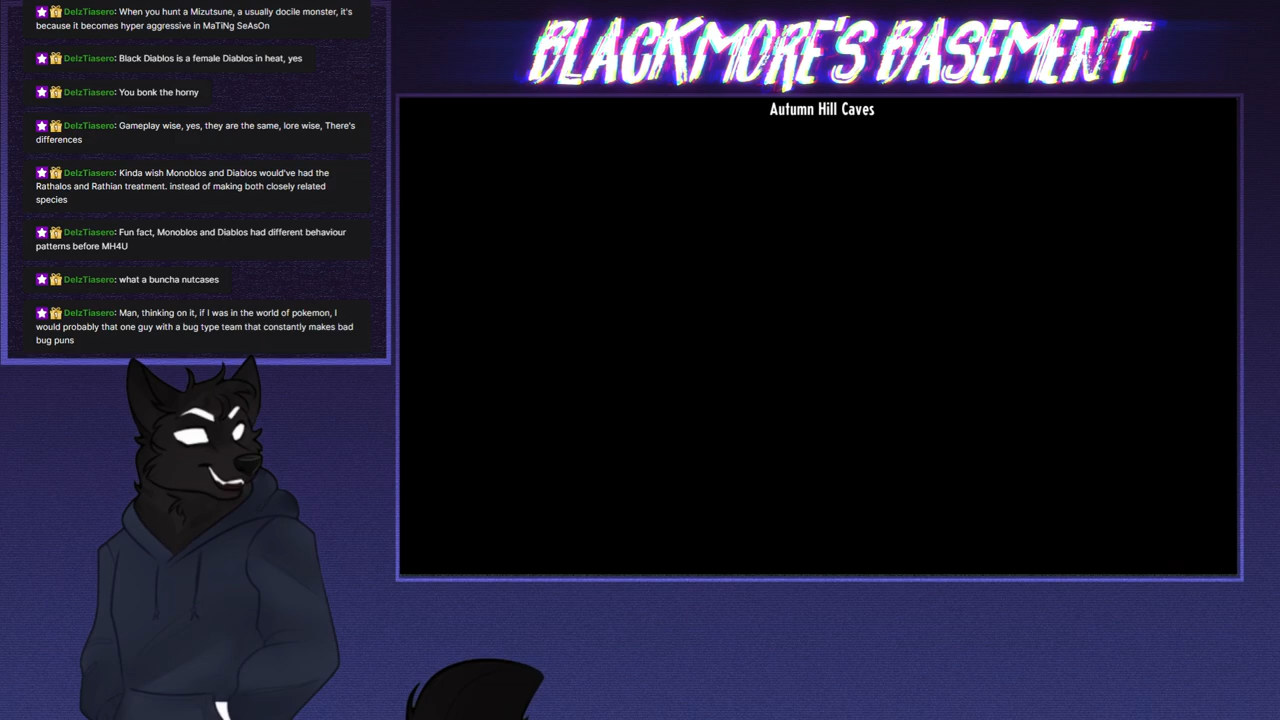 DelzTiasero: When you hunt a Mizutsune, a usually docile monster, it's
because it becomes hyper aggressive in MaTiNg SeAsOn
DelzTiasero: Black Diablos is a female Diablos in heat, yes
DelzTiasero: You bonk the horny
DelzTiasero: Gameplay wise, yes, they are the same, lore wise, There's
differences
DelzTiasero: Kinda wish Monoblos and Diablos would've had the
Rathalos and Rathian treatment. instead of making both closely related
species
DelzTiasero: Fun fact, Monoblos and Diablos had different behaviour
patterns before MH4U
DelzTiasero: what a buncha nutcases
DelzTiasero: Man, thinking on it, if I was in the world of pokemon, I
would probably that one guy with a bug type team that constantly makes bad
bug puns
BLACKMORE'S BASEMENT
Autumn Hill Caves